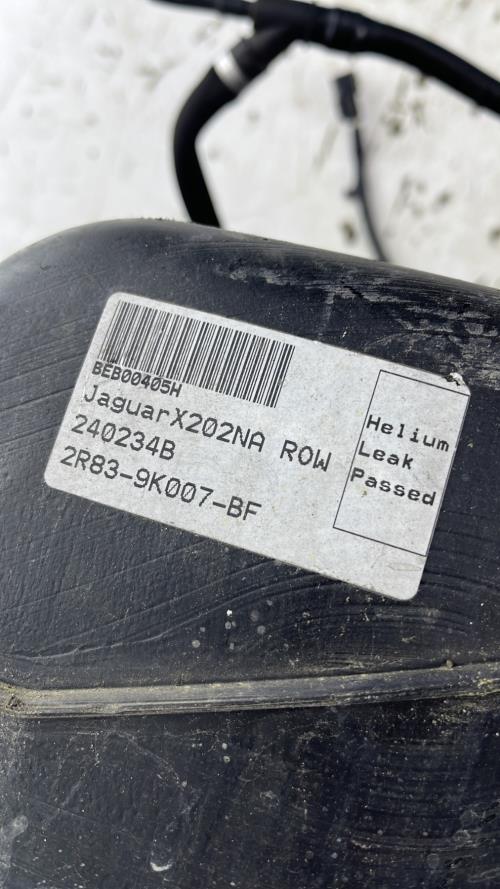 BEB00405H
JaguarX202NA ROW
240234B
2R83-9K007-BF
Helium
Leak
Passed